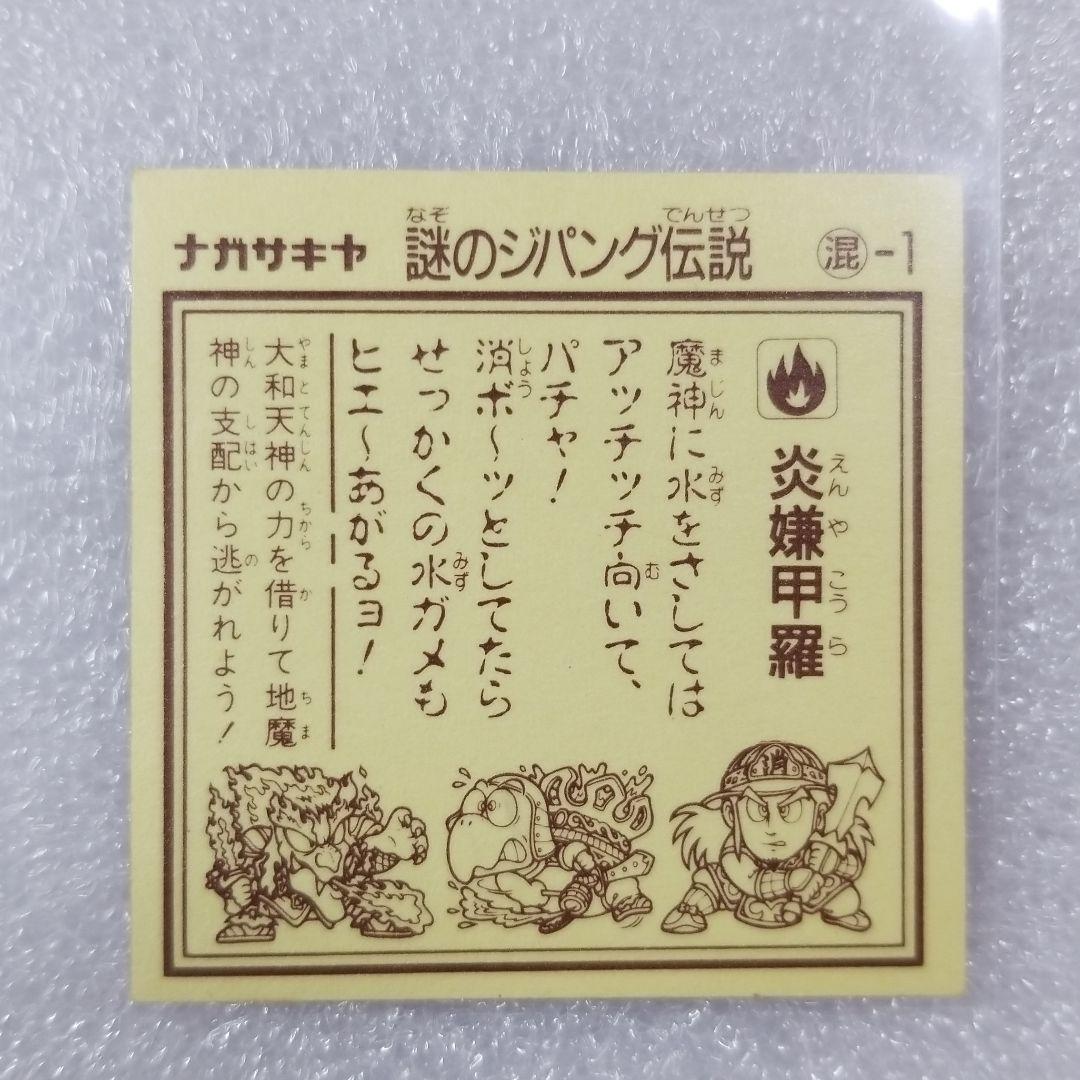 ナガサキヤ 謎のジパング伝説 ㊗混-1
炎嫌甲羅
魔神に水をさしては
アッチッチ向いて、
パチャ!
消ボ〜ッとしてたら
せっかくの水ガメも
ヒエ〜あがるヨ!
大和天神の力を借りて地魔
神の支配から逃がれよう!
消